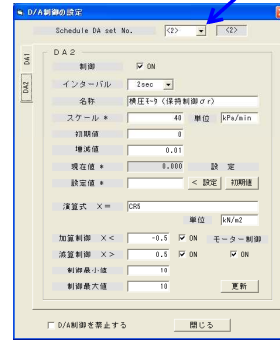 D/A制御の設定
Schedule DA set No. <2> <2>
DA1
DA2
DA2
制御 ON
インターバル 2sec
名称 横圧モータ(保持制御σr)
スケール * 40 単位 kPa/min
初期値 0
増減値 0.01
現在値 * 0.000 設 定
設定値 * < 設定 初期値
演算式 X= CR5
単位 kN/m2
加算制御 X< -0.5 ON モーター制御
減算制御 X> 0.5 ON ON
制御最小値 10
制御最大値 10 更新
D/A制御を禁止する 閉じる